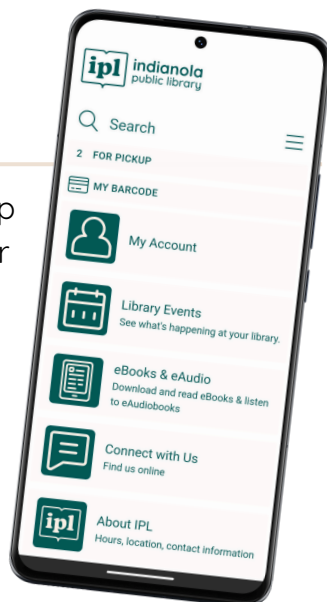 ipl indianola
public library
Search
2 FOR PICKUP
MY BARCODE
p
r
My Account
Library Events
See what's happening at your library.
eBooks & eAudio
Download and read eBooks & listen
to eAudiobooks
Connect with Us
Find us online
ipl
About IPL
Hours, location, contact information